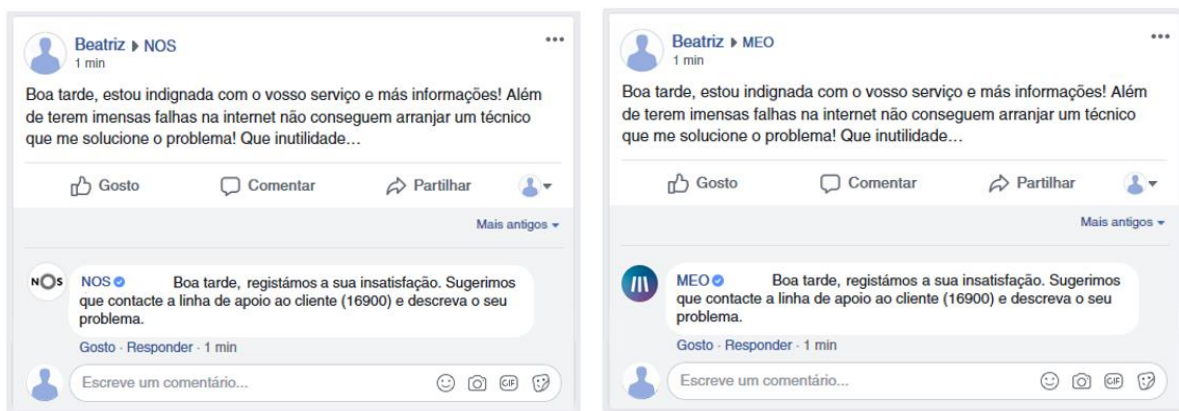 Beatriz NOS
1 min
Boa tarde, estou indignada com o vosso serviço e más informações! Além
de terem imensas falhas na internet não conseguem arranjar um técnico
que me solucione o problema! Que inutilidade…
Gosto Comentar Partilhar
Mais antigos
NOS NOS Boa tarde, registámos a sua insatisfação. Sugerimos
que contacte a linha de apoio ao cliente (16900) e descreva o seu
problema.
Gosto · Responder · 1 min
Escreve um comentário... GIF
Beatriz MEO
1 min
Boa tarde, estou indignada com o vosso serviço e más informações! Além
de terem imensas falhas na internet não conseguem arranjar um técnico
que me solucione o problema! Que inutilidade…
Gosto Comentar Partilhar
Mais antigos
MEO Boa tarde, registámos a sua insatisfação. Sugerimos
que contacte a linha de apoio ao cliente (16900) e descreva o seu
problema.
Gosto · Responder · 1 min
Escreve um comentário... GIF